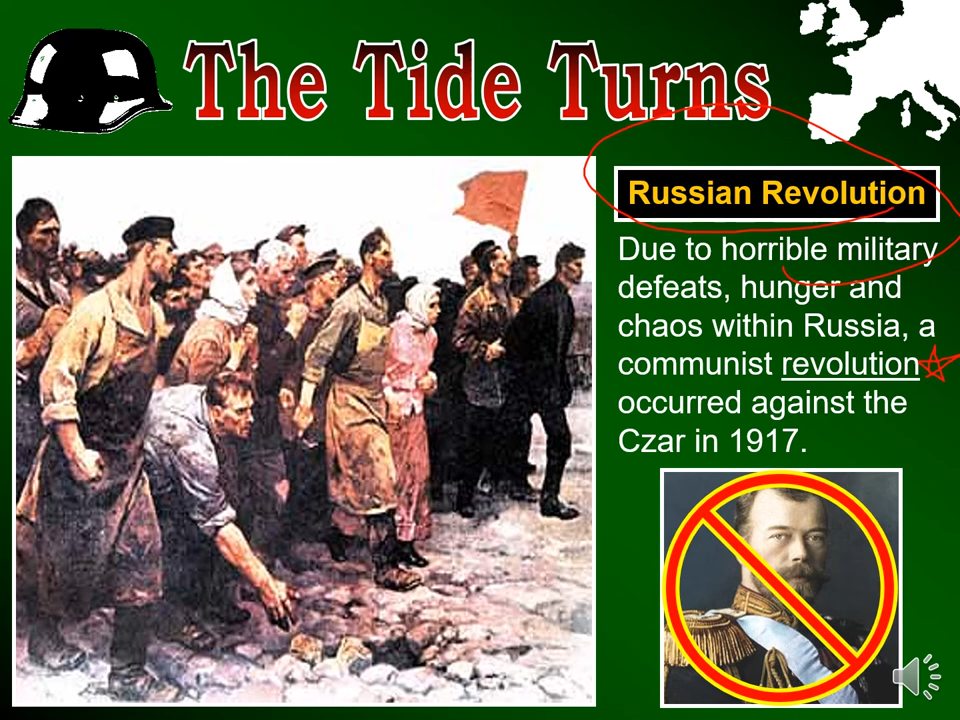 The Tide Turns
Russian Revolution
Due to horrible military
defeats, hunger and
chaos within Russia, a
communist revolution
occurred against the
Czar in 1917.